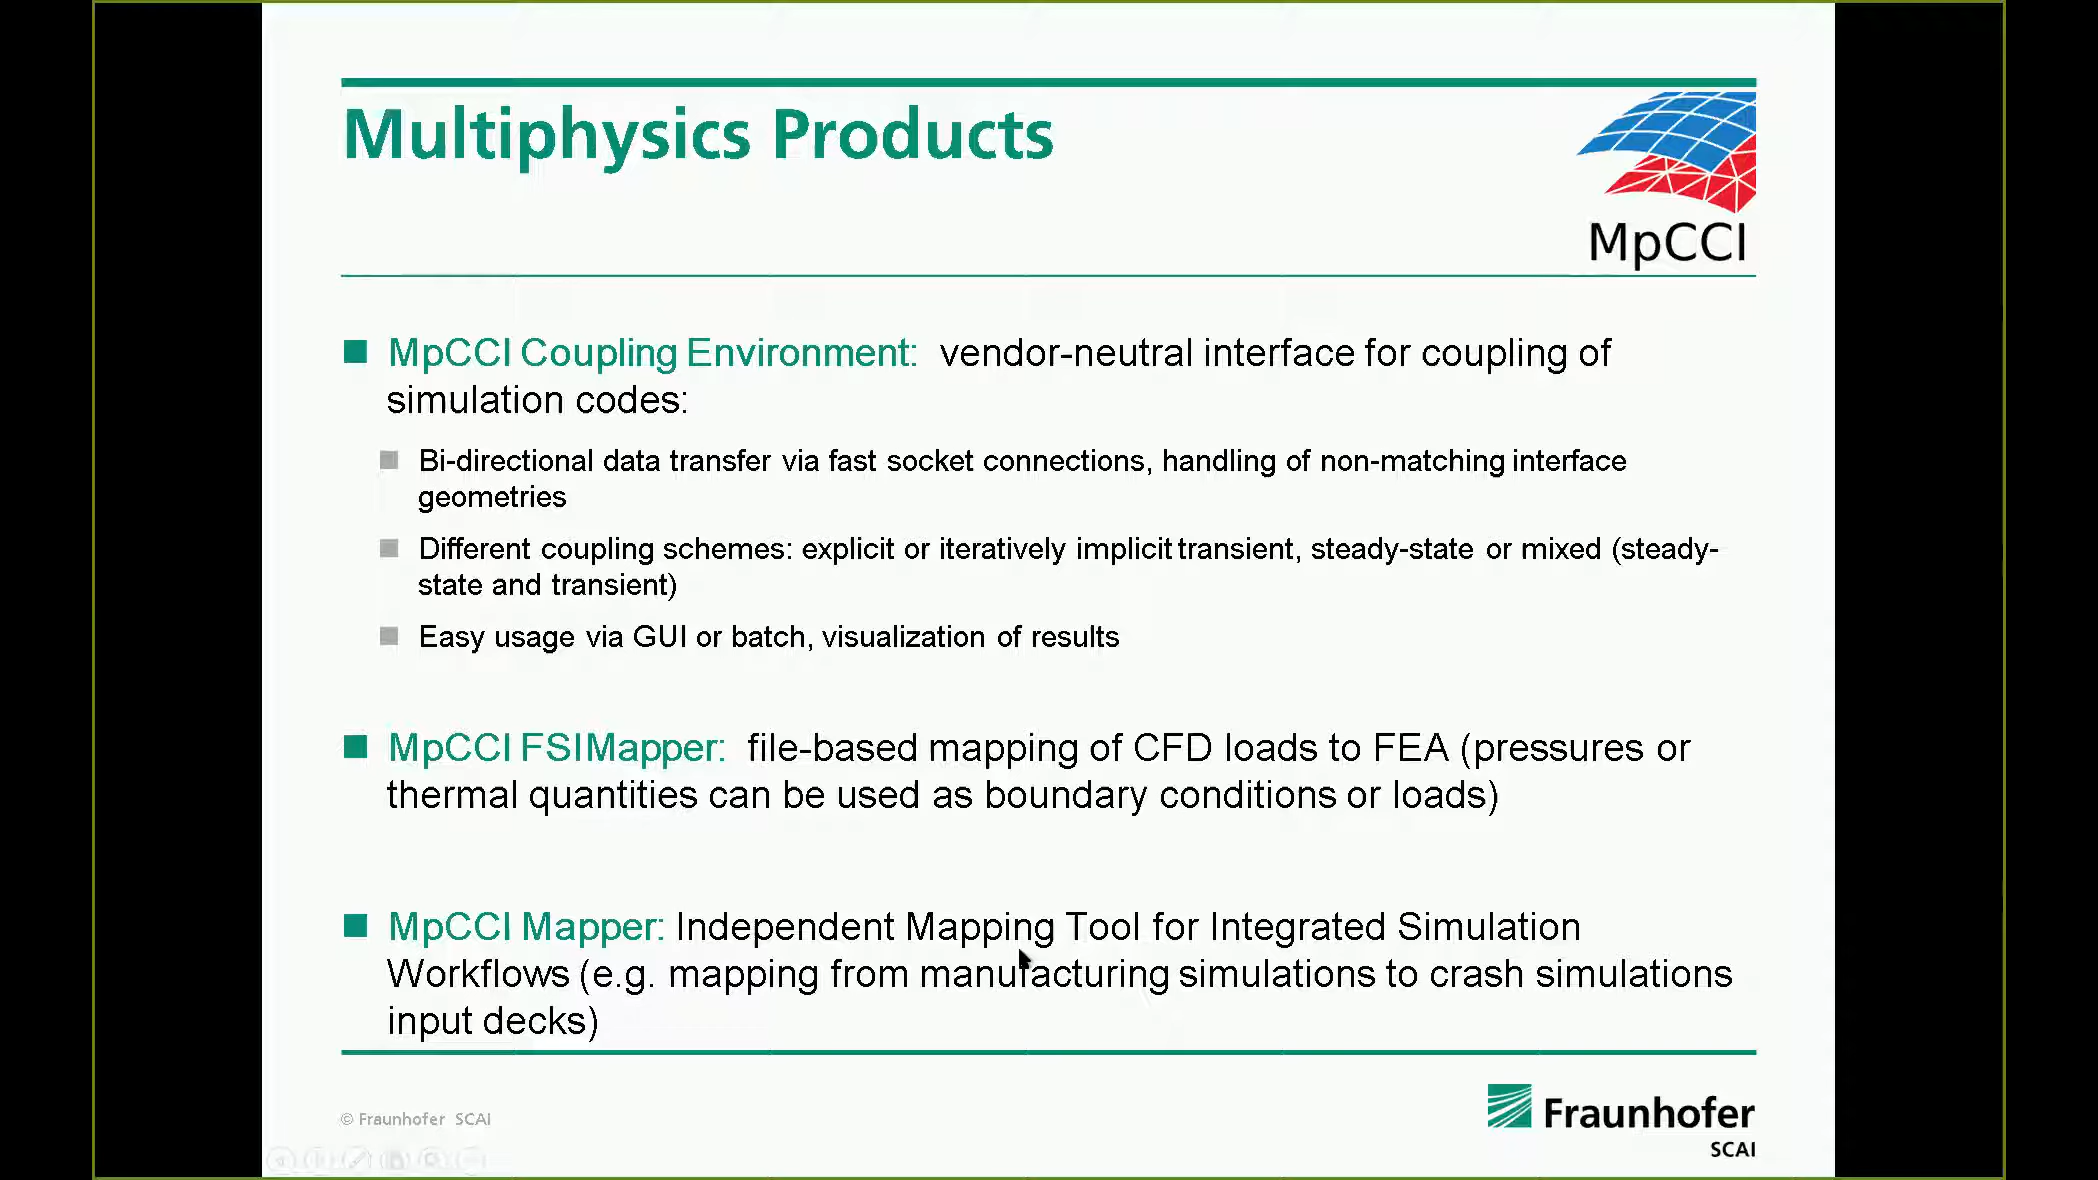 Multiphysics Products
MpCCI
MpCCI Coupling Environment: vendor-neutral interface for coupling of
simulation codes:
Bi-directional data transfer via fast socket connections, handling of non-matching interface
geometries
Different coupling schemes: explicit or iteratively implicit transient, steady-state or mixed (steady-
state and transient)
Easy usage via GUI or batch, visualization of results
MpCCI FSIMapper: file-based mapping of CFD loads to FEA (pressures or
thermal quantities can be used as boundary conditions or loads)
MpCCI Mapper: Independent Mapping Tool for Integrated Simulation
Workflows (e.g. mapping from manufacturing simulations to crash simulations
input decks)
© Fraunhofer SCAI
Fraunhofer
SCAI